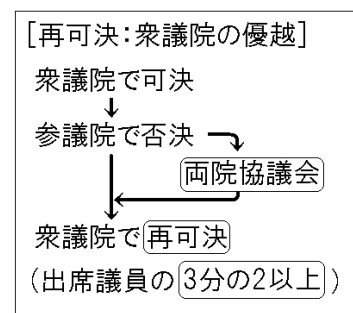 [再可決:衆議院の優越]
衆議院で可決
参議院で否決
両院協議会
衆議院で再可決
(出席議員の3分の2以上)